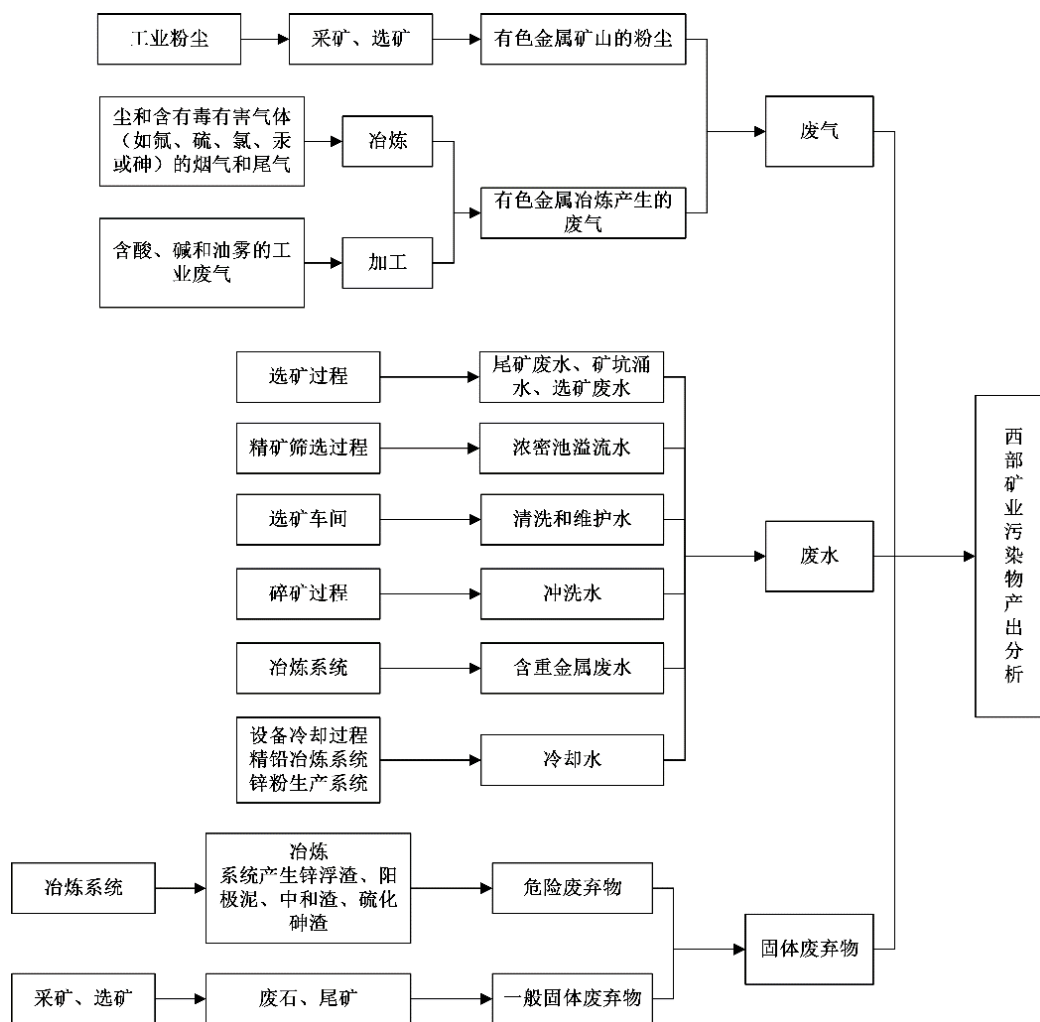 工业粉尘
采矿、选矿
有色金属矿山的粉尘
尘和含有毒有害气体
（如氖、硫、氯、汞
或砷）的烟气和尾气
冶炼
有色金属冶炼产生的
废气
含酸、碱和油雾的工
业废气
加工
废气
选矿过程
尾矿废水、矿坑涌
水、选矿废水
精矿筛选过程
浓密池溢流水
选矿车间
清洗和维护水
碎矿过程
冲洗水
冶炼系统
含重金属废水
设备冷却过程
精铅冶炼系统
锌粉生产系统
冷却水
废水
冶炼系统
冶炼
系统产生锌浮渣、阳
极泥、中和渣、硫化
砷渣
危险废弃物
采矿、选矿
废石、尾矿
一般固体废弃物
固体废弃物
西部矿业污染物产出分析